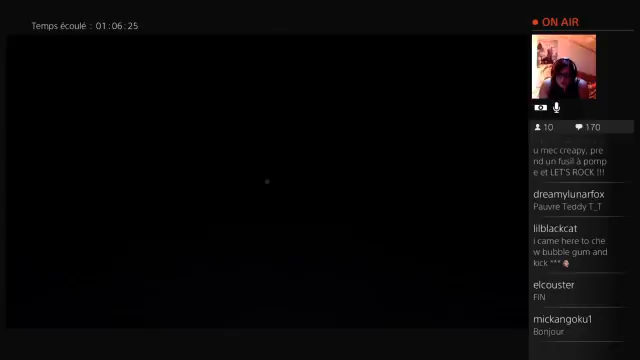 Temps écoulé : 01:06:25
ON AIR
10
170
u mec creapy, pre
nd un fusil à pomp
e et LET'S ROCK !!!
dreamylunarfox
Pauvre Teddy T_T
lilblackcat
i came here to che
w bubble gum and
kick ***
elcouster
FIN
mickangoku1
Bonjour